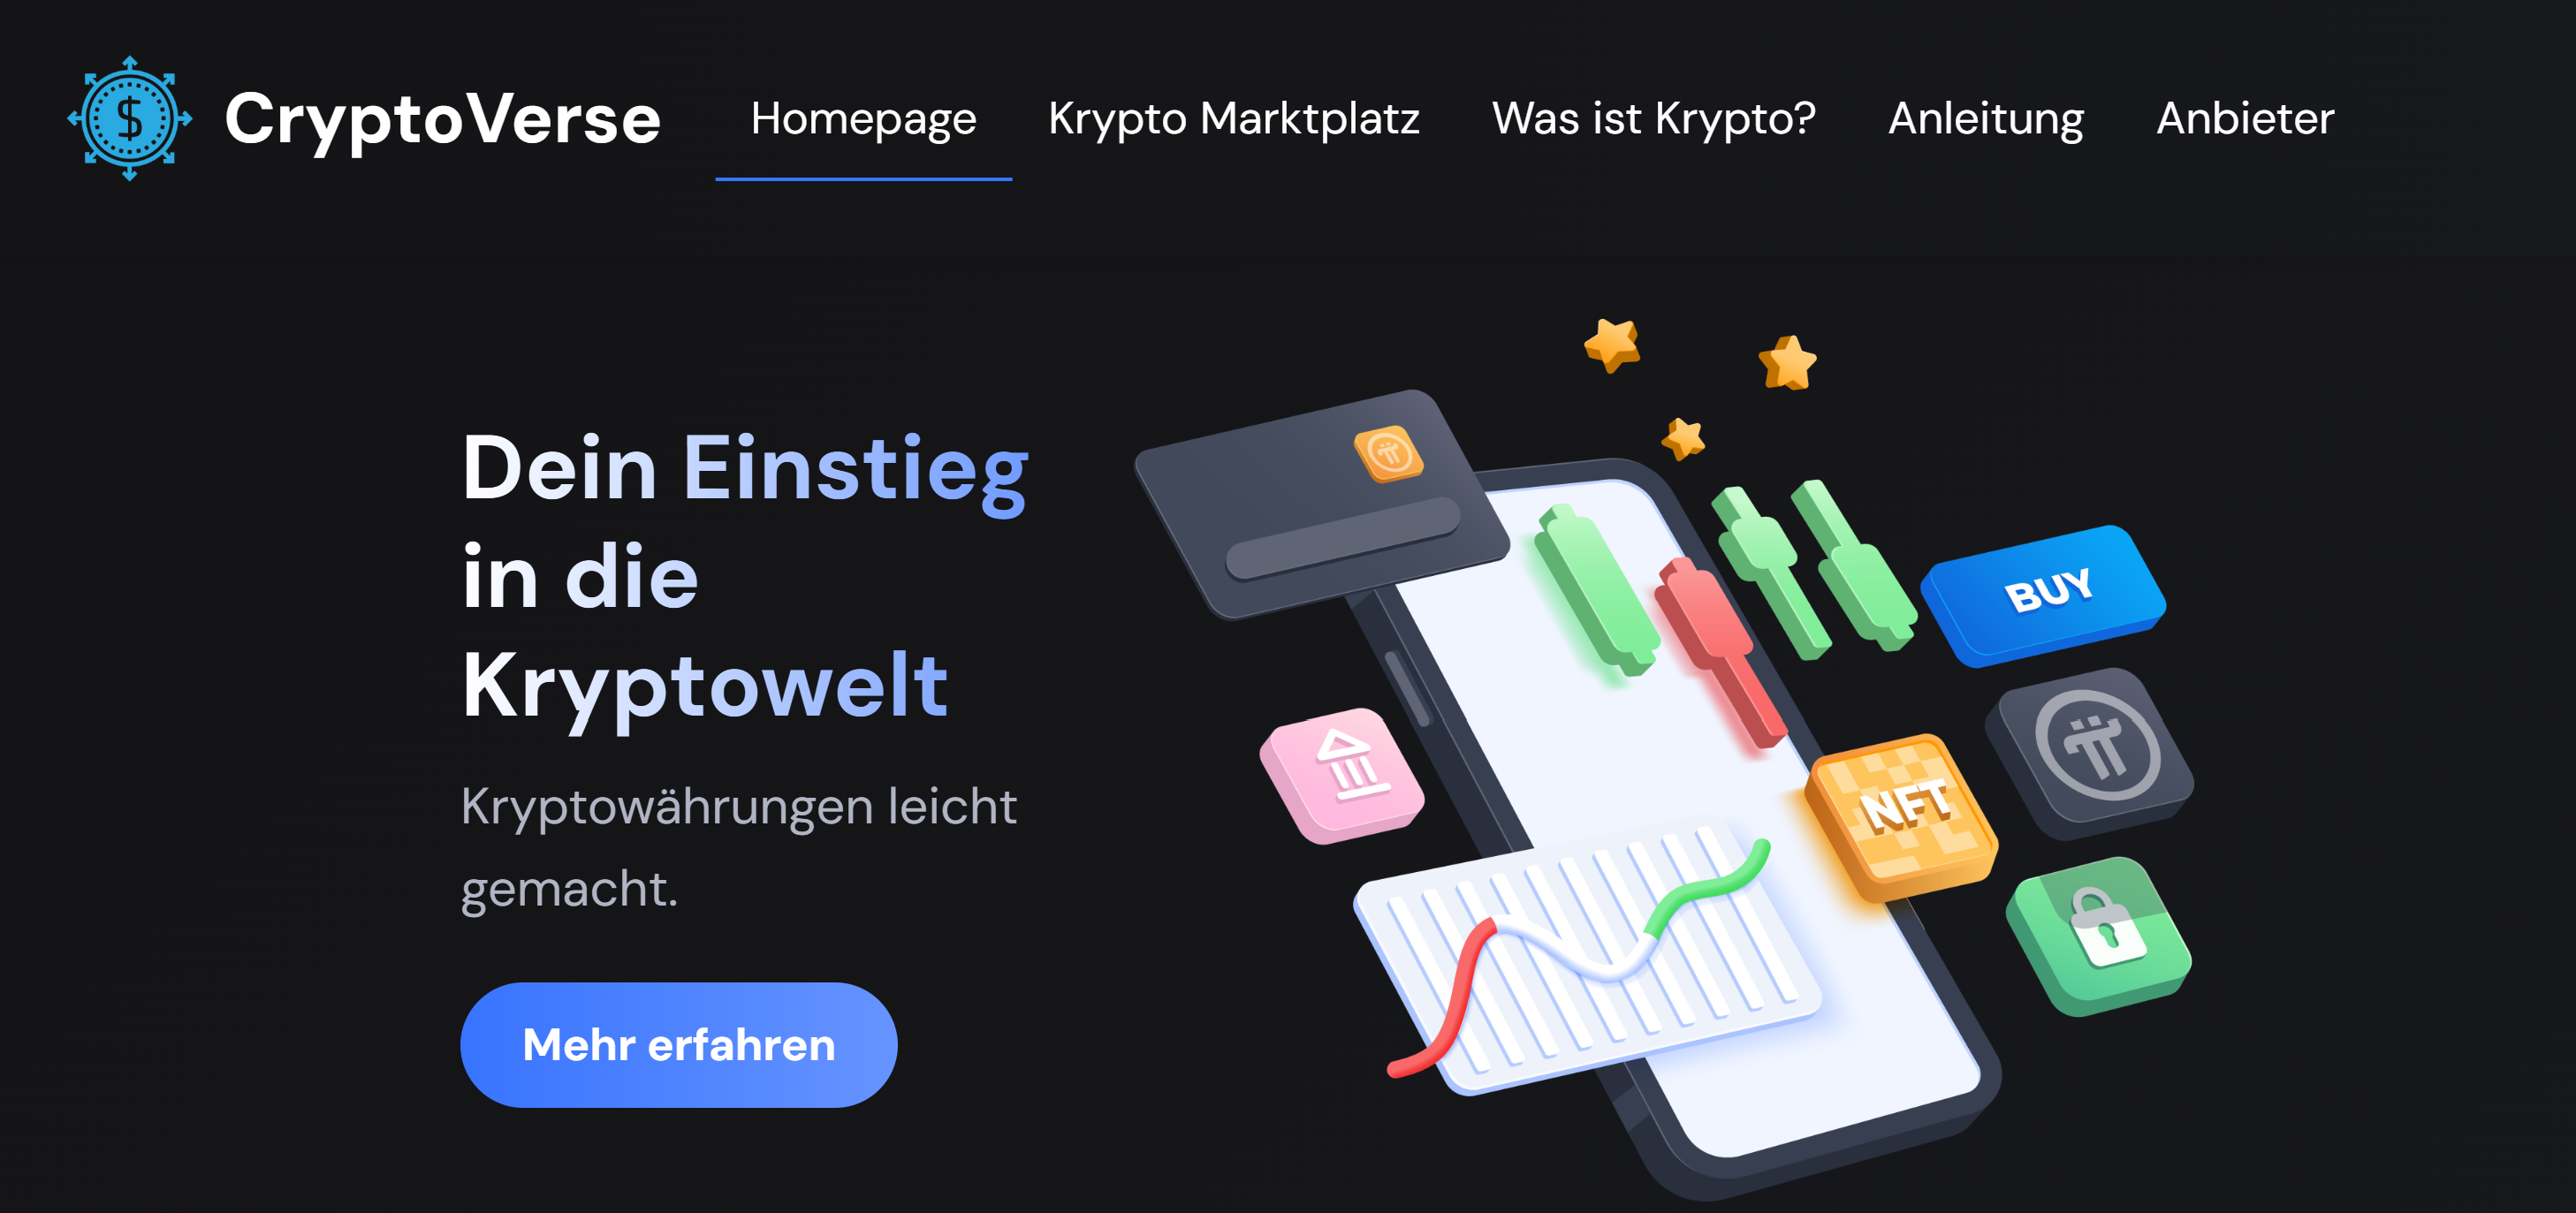 $
CryptoVerse
Homepage
Krypto Marktplatz
Was ist Krypto?
Anleitung
Anbieter
Dein Einstieg
in die
Kryptowelt
Kryptowährungen leicht
gemacht.
Mehr erfahren
BUY
NFT